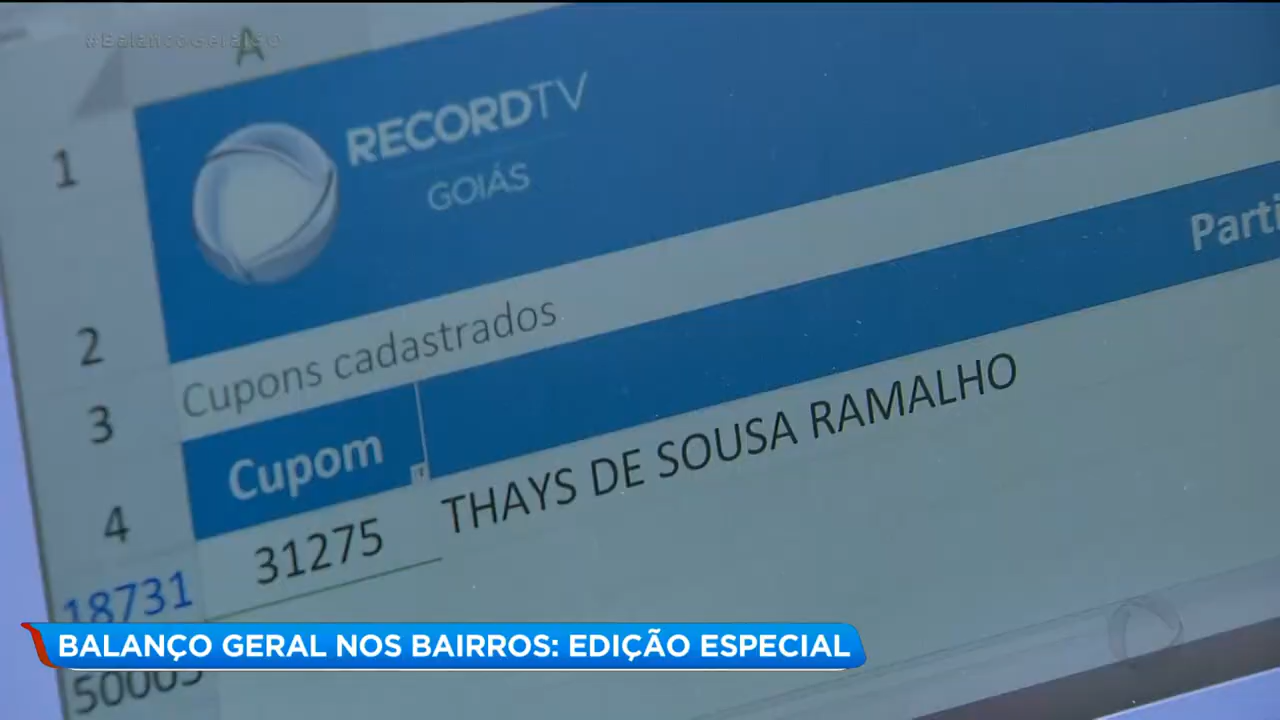 #BalançoGeralGO
A
1
RECORDTV
GOIÁS
2
Cupons cadastrados
3
Cupom
Parti
4
31275
THAYS DE SOUSA RAMALHO
18731
BALANÇO GERAL NOS BAIRROS: EDIÇÃO ESPECIAL
50005